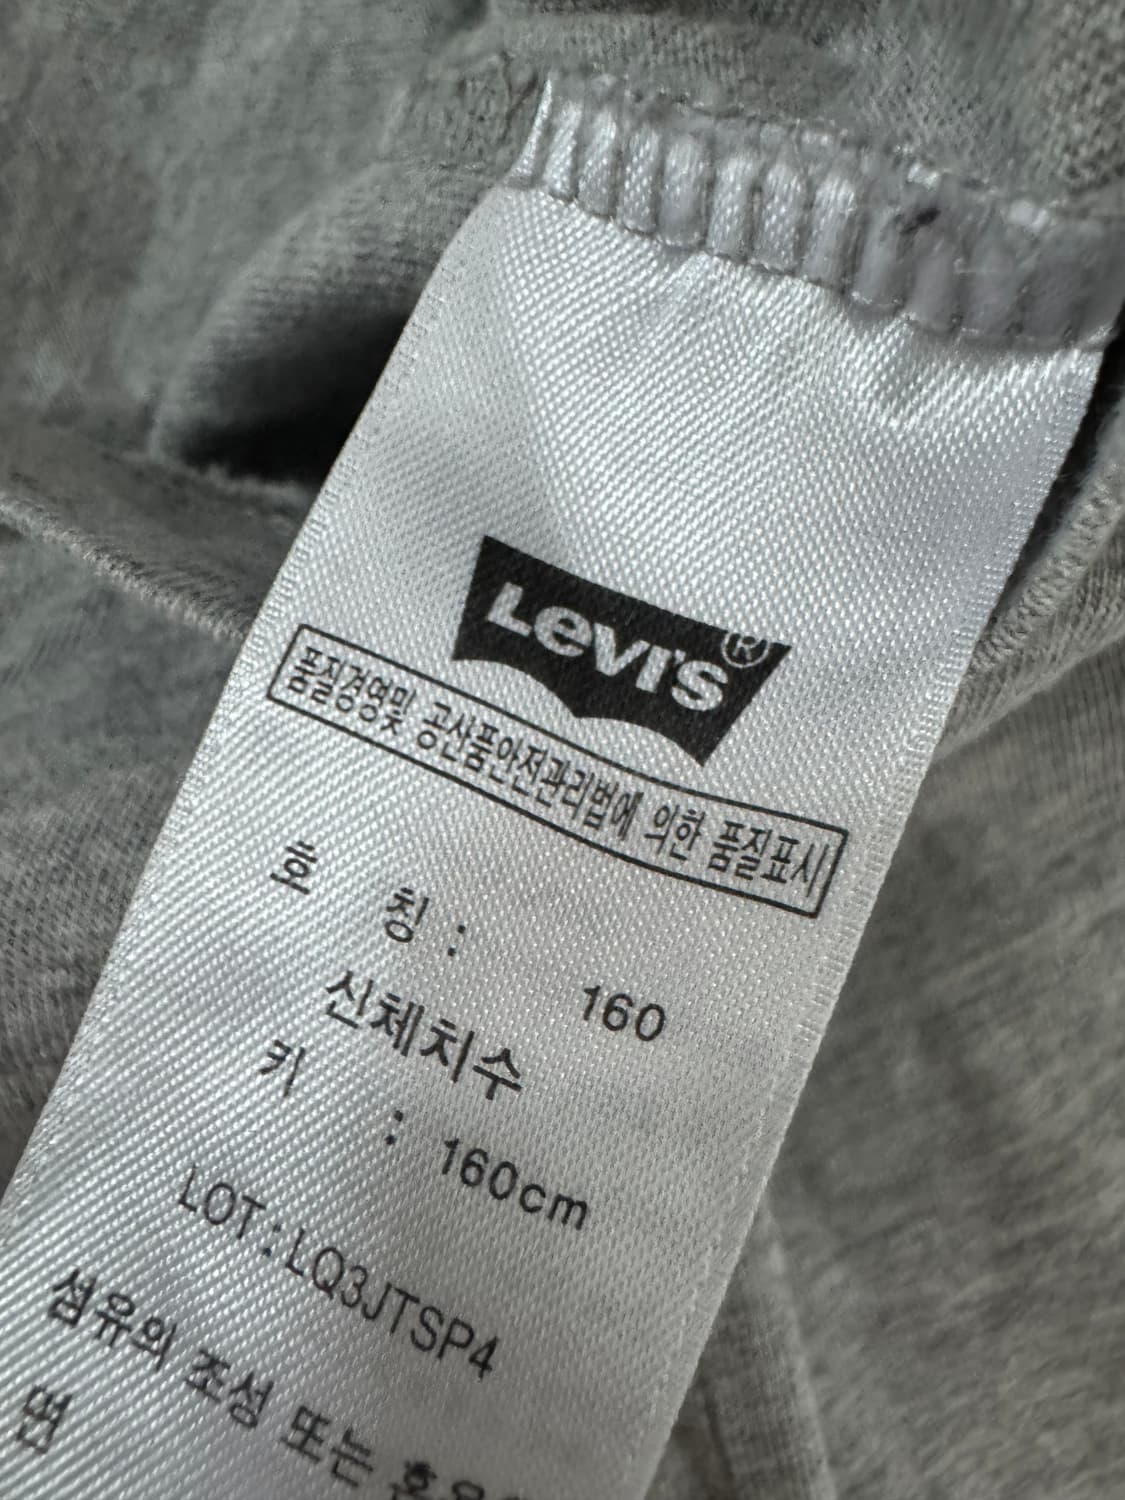 Levi's®
품질경영및 공산품안전관리법에 의한 품질표시
호 칭 : 160
신체치수
키 : 160cm
LOT : LQ3JTSP4
섬유의 조성 또는
면